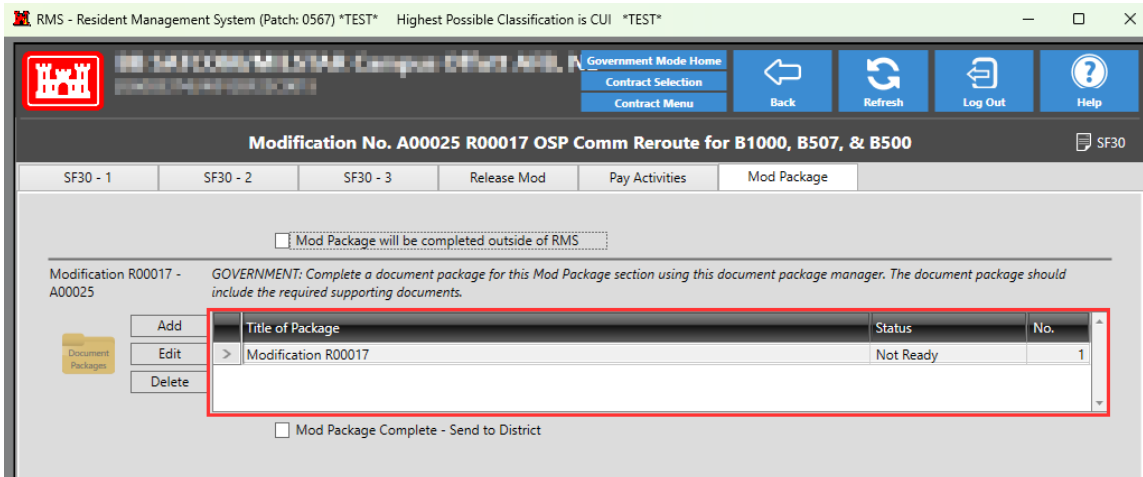 RMS - Resident Management System (Patch: 0567) *TEST* Highest Possible Classification is CUI *TEST*
Government Mode Home
Contract Selection
Contract Menu
Back
Refresh
Log Out
Help
Modification No. A00025 R00017 OSP Comm Reroute for B1000, B507, & B500
SF30
SF30 - 1
SF30 - 2
SF30 - 3
Release Mod
Pay Activities
Mod Package
Mod Package will be completed outside of RMS
Modification R00017 -
A00025
GOVERNMENT: Complete a document package for this Mod Package section using this document package manager. The document package should
include the required supporting documents.
Document
Packages
Add
Edit
Delete
Title of Package Status No.
Modification R00017 Not Ready 1
Mod Package Complete - Send to District